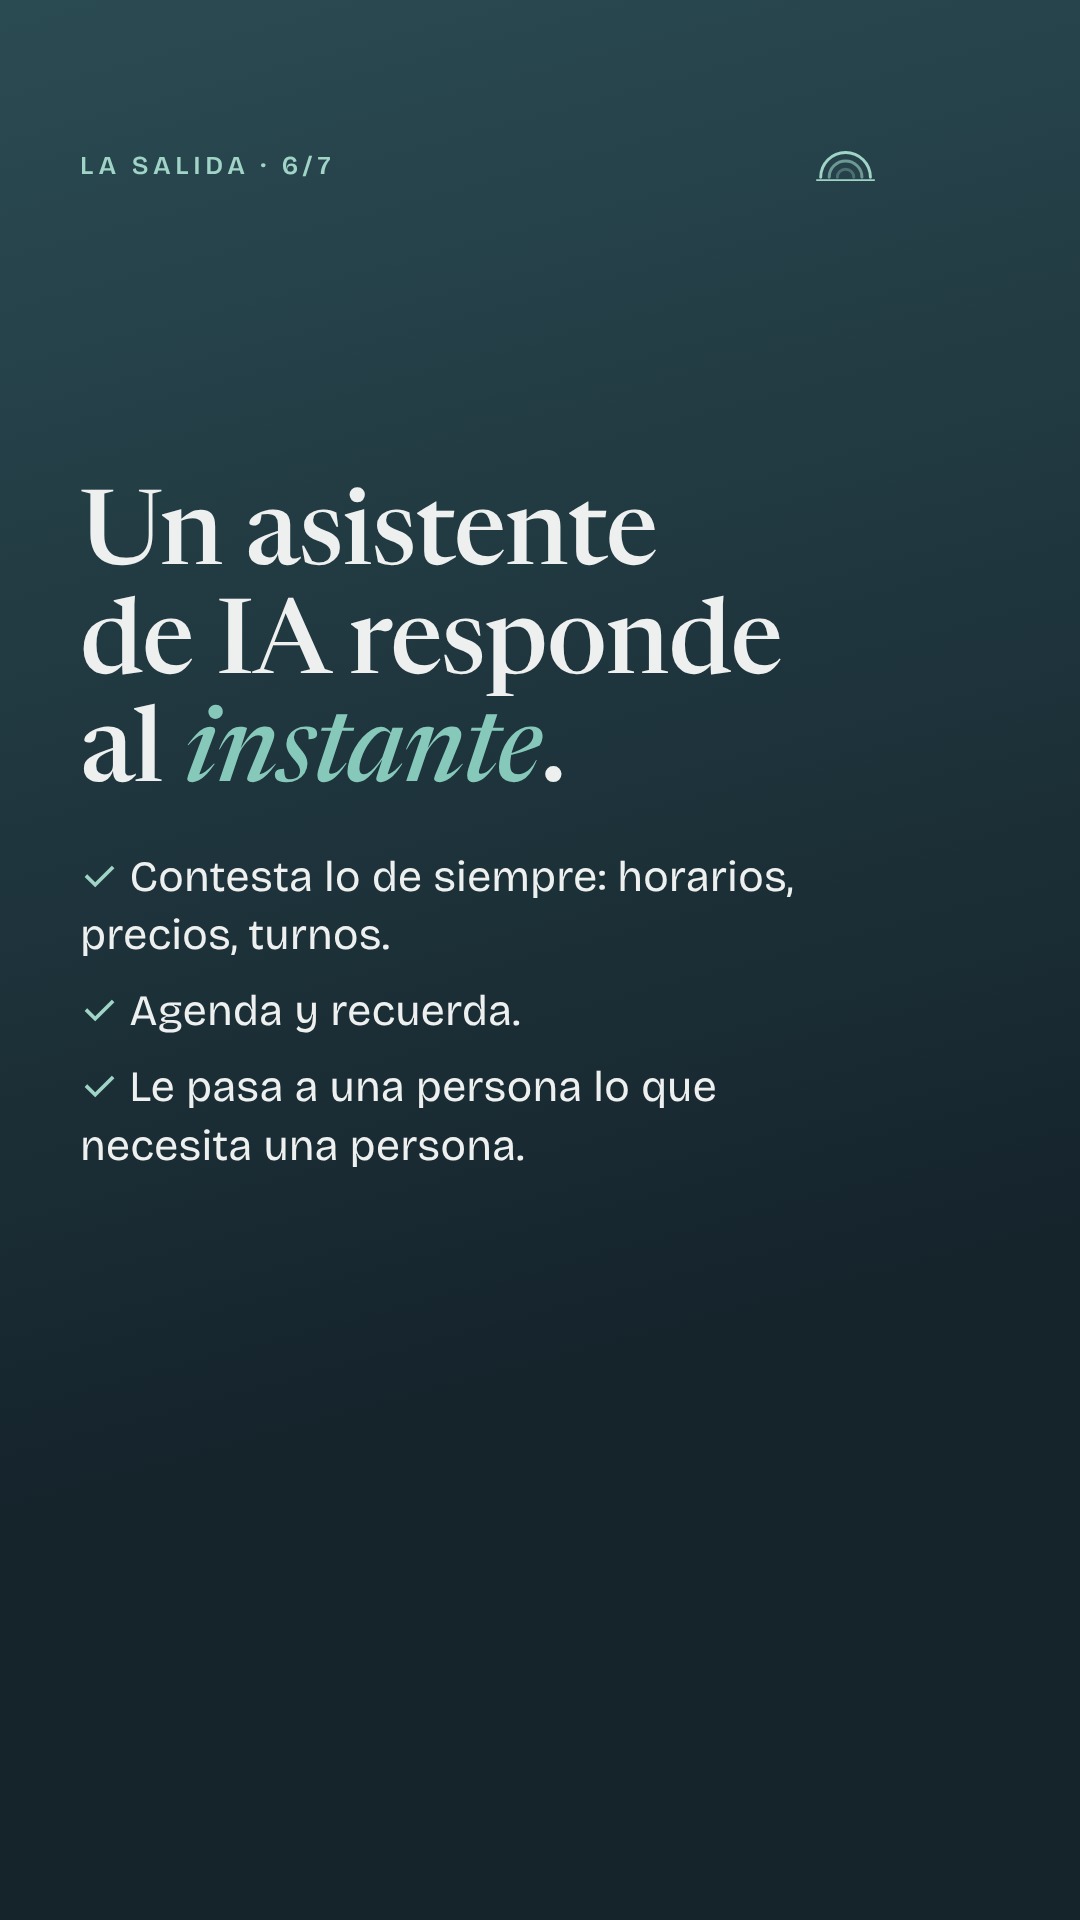 LA SALIDA · 6/7
Un asistente
de IA responde
al instante.
✓ Contesta lo de siempre: horarios,
precios, turnos.
✓ Agenda y recuerda.
✓ Le pasa a una persona lo que
necesita una persona.